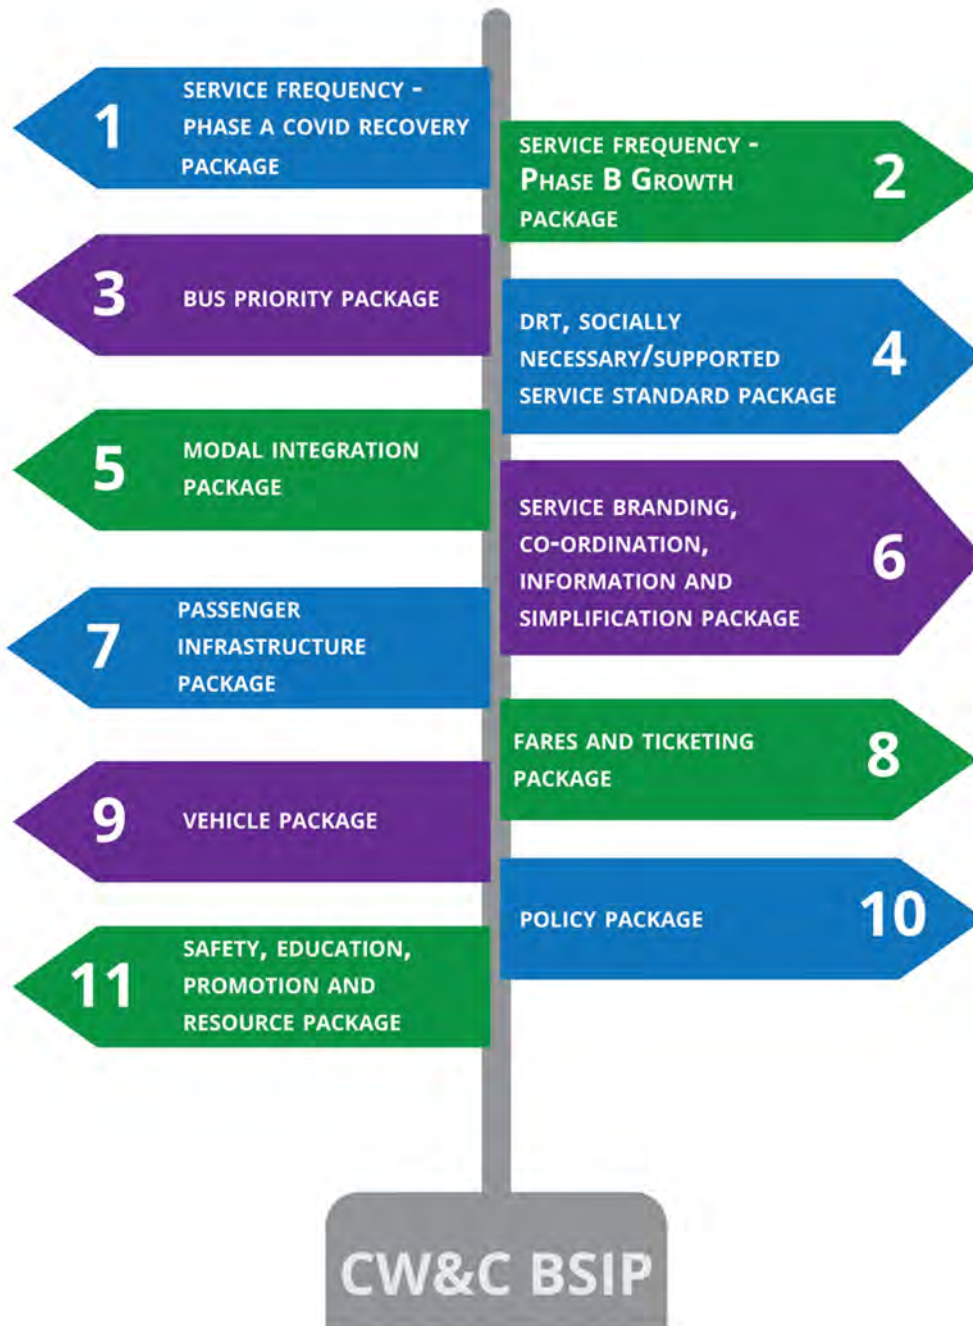 1
SERVICE FREQUENCY -
PHASE A COVID RECOVERY
PACKAGE
SERVICE FREQUENCY -
PHASE B GROWTH
PACKAGE
2
3
BUS PRIORITY PACKAGE
DRT, SOCIALLY
NECESSARY/SUPPORTED
SERVICE STANDARD PACKAGE
4
5
MODAL INTEGRATION
PACKAGE
SERVICE BRANDING,
CO-ORDINATION,
INFORMATION AND
SIMPLIFICATION PACKAGE
6
7
PASSENGER
INFRASTRUCTURE
PACKAGE
FARES AND TICKETING
PACKAGE
8
9
VEHICLE PACKAGE
POLICY PACKAGE
10
11
SAFETY, EDUCATION,
PROMOTION AND
RESOURCE PACKAGE
CW&C BSIP